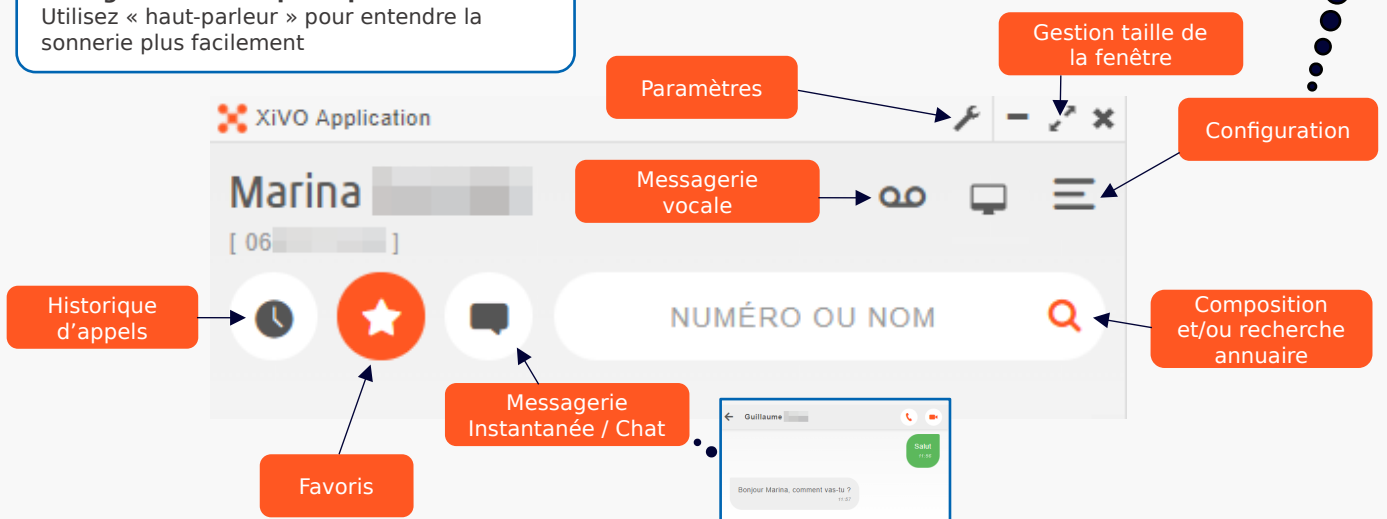 Utilisez « haut-parleur » pour entendre la
sonnerie plus facilement
Gestion taille de
la fenêtre
Paramètres
XiVO Application
Configuration
Marina
Messagerie
vocale
[ 06 ]
Historique
d’appels
NUMÉRO OU NOM
Composition
et/ou recherche
annuaire
Messagerie
Instantanée / Chat
Favoris
Guillaume
Salut
Bonjour Marina, comment vas-tu ?
11:57